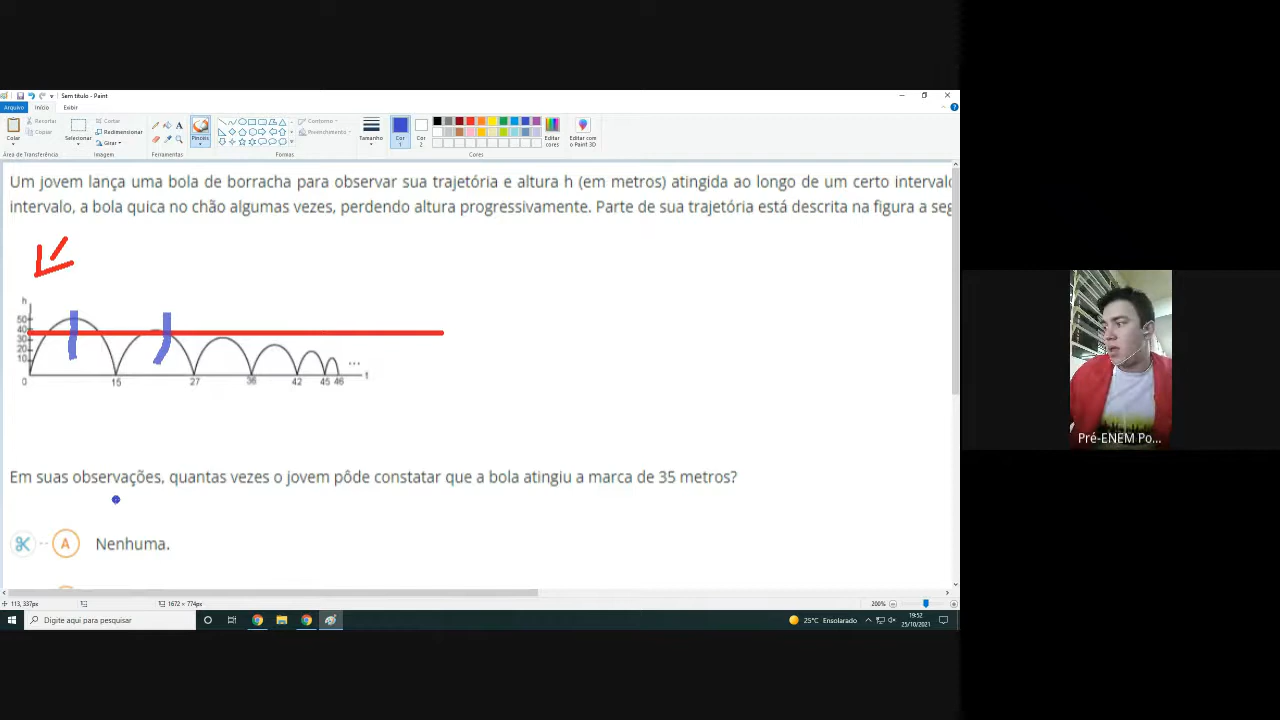 Sem título - Paint
Arquivo Início Exibir
Colar
Recortar
Copiar
Área de Transferência
Selecionar
Cortar
Redimensionar
Girar
Imagem
Ferramentas
Pincéis
Contorno
Preenchimento
Formas
Tamanho
Cor 1
Cor 2
Editar cores
Editar com o Paint 3D
Cores
Um jovem lança uma bola de borracha para observar sua trajetória e altura h (em metros) atingida ao longo de um certo intervalo
intervalo, a bola quica no chão algumas vezes, perdendo altura progressivamente. Parte de sua trajetória está descrita na figura a seg
h
50
40
30
20
10
0 15 27 36 42 45 46 t
...
Em suas observações, quantas vezes o jovem pôde constatar que a bola atingiu a marca de 35 metros?
A Nenhuma.
113, 337px
1672 × 774px
200%
Digite aqui para pesquisar
25°C Ensolarado
19:52
25/10/2021
Pré-ENEM Po...